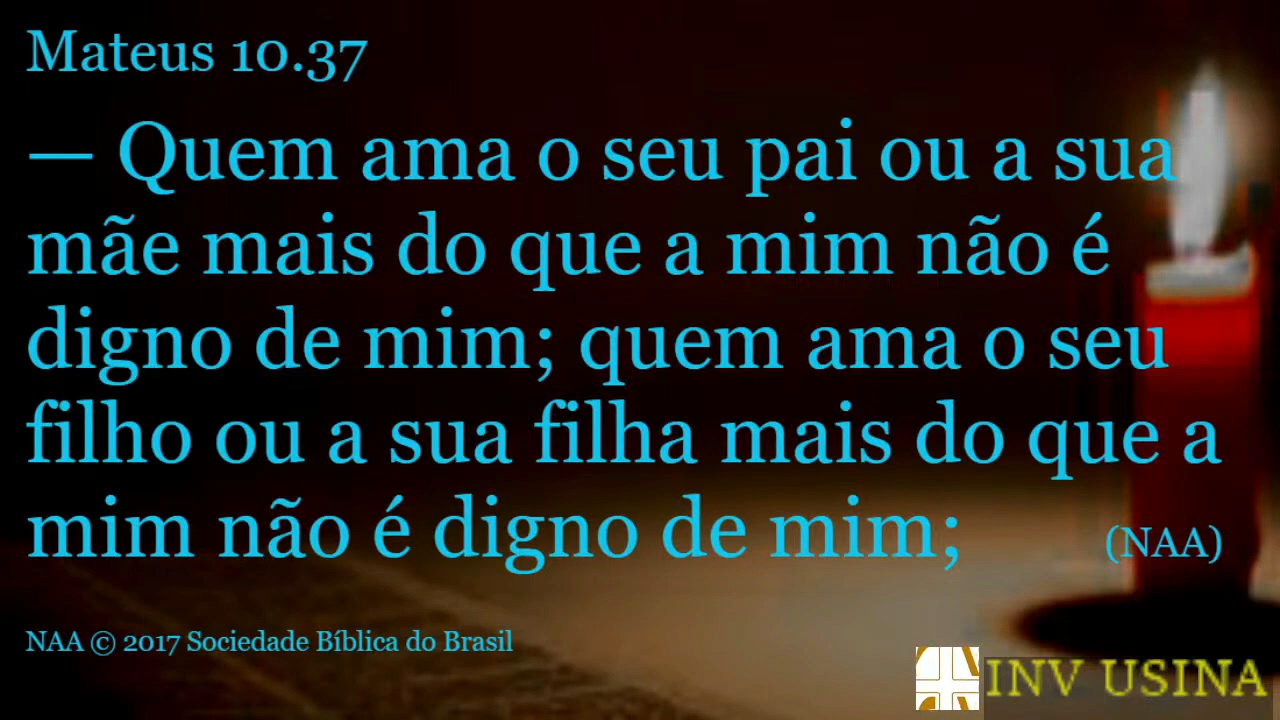 Mateus 10.37
— Quem ama o seu pai ou a sua
mãe mais do que a mim não é
digno de mim; quem ama o seu
filho ou a sua filha mais do que a
mim não é digno de mim; (NAA)
NAA © 2017 Sociedade Bíblica do Brasil
INV USINA